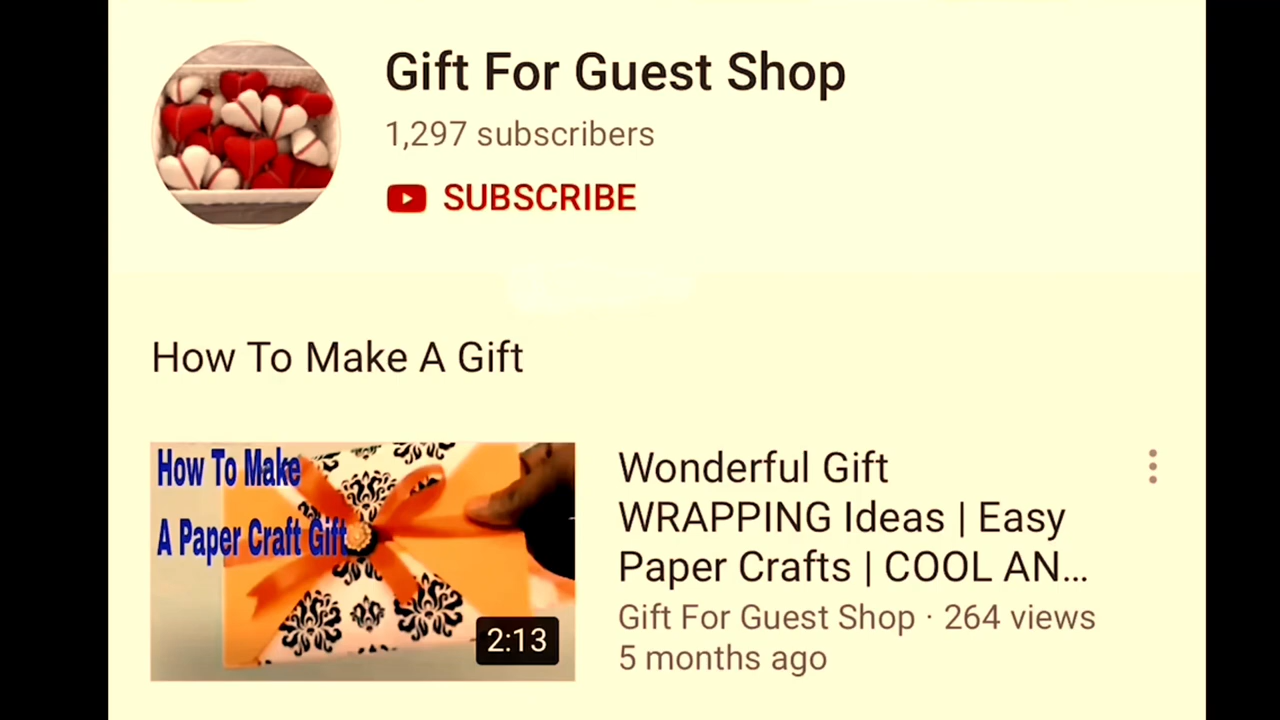 Gift For Guest Shop
1,297 subscribers
SUBSCRIBE
How To Make A Gift
How To Make
A Paper Craft Gift
2:13
Wonderful Gift
WRAPPING Ideas | Easy
Paper Crafts | COOL AN...
Gift For Guest Shop · 264 views
5 months ago